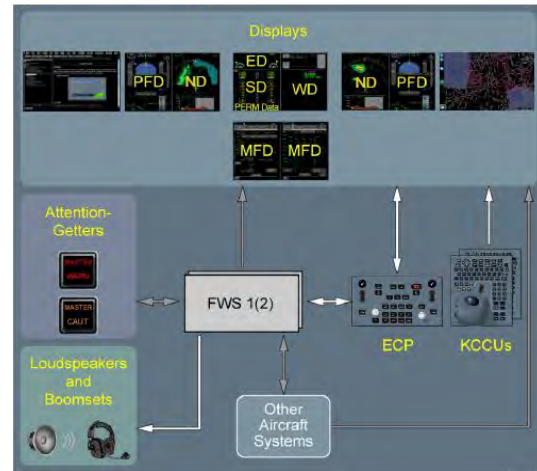 Displays
PFD
ND
ED
SD
PERM Data
WD
ND
PFD
MFD
MFD
Attention-
Getters
MASTER
WARN
MASTER
CAUT
FWS 1(2)
ECP
KCCUs
Loudspeakers
and
Boomsets
Other
Aircraft
Systems